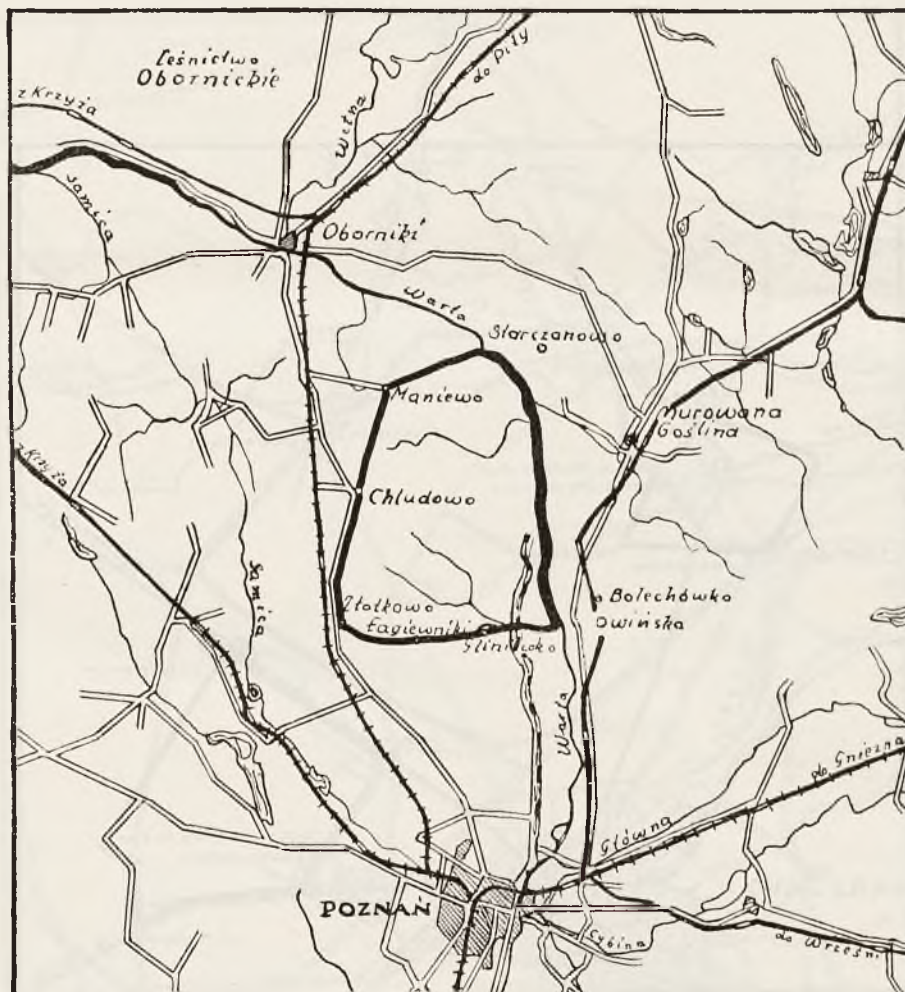 Leśnictwo
Obornickie
z Krzyża
do Piły
Wełna
Samica
Oborniki
Warta
Starczanowo
Maniewo
Murowana
Goślina
z Krzyża
Chludowo
Samica
Złotkowo
Łagiewniki
Bolechówko
Owińska
Warta
do Gniezna
Główna
POZNAŃ
Cybina
do Wrześni